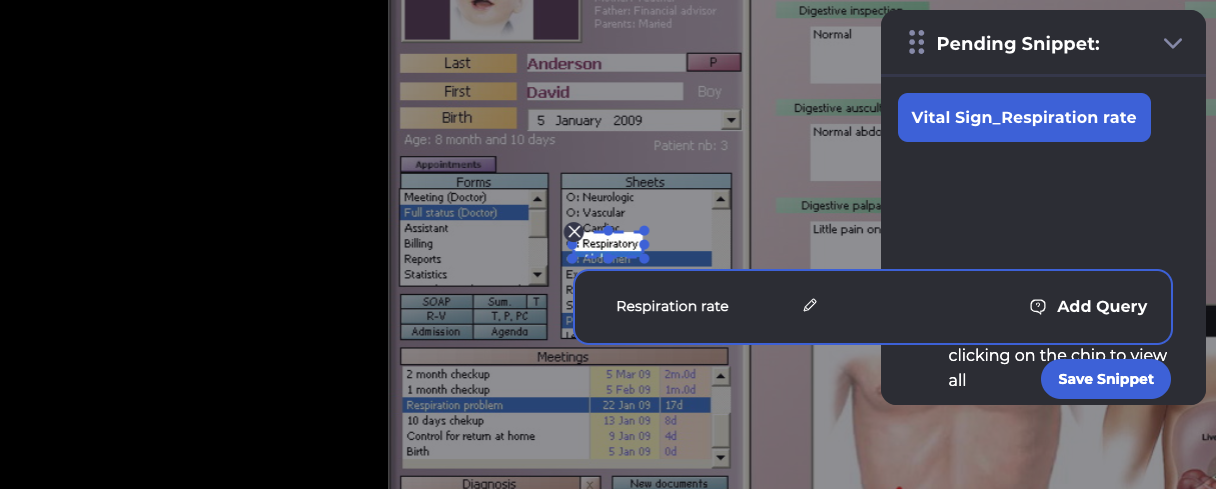 Mother: Teacher
Father: Financial advisor
Parents: Maried
Last
Anderson
P
First
David
Boy
Birth
5 January 2009
Age: 8 month and 10 days
Patient nb: 3
Appointments
Forms
Meeting (Doctor)
Full status (Doctor)
Assistant
Billing
Reports
Statistics
Sheets
O: Neurologic
O: Vascular
Cardiac
: Respiratory
: Abdomen
SOAP
Sum.
T
R-V
T, P, PC
Admission
Agenda
Meetings
2 month checkup 5 Mar 09 2m.0d
1 month checkup 5 Feb 09 1m.0d
Respiration problem 22 Jan 09 17d
10 days chekup 13 Jan 09 8d
Control for return at home 9 Jan 09 4d
Birth 5 Jan 09 0d
Diagnosis
x
New documents
Digestive inspection
Normal
Digestive auscul
Normal abdo
Digestive palpa
Little pain on
Pending Snippet:
Vital Sign_Respiration rate
Respiration rate
Add Query
clicking on the chip to view
all
Save Snippet
Live